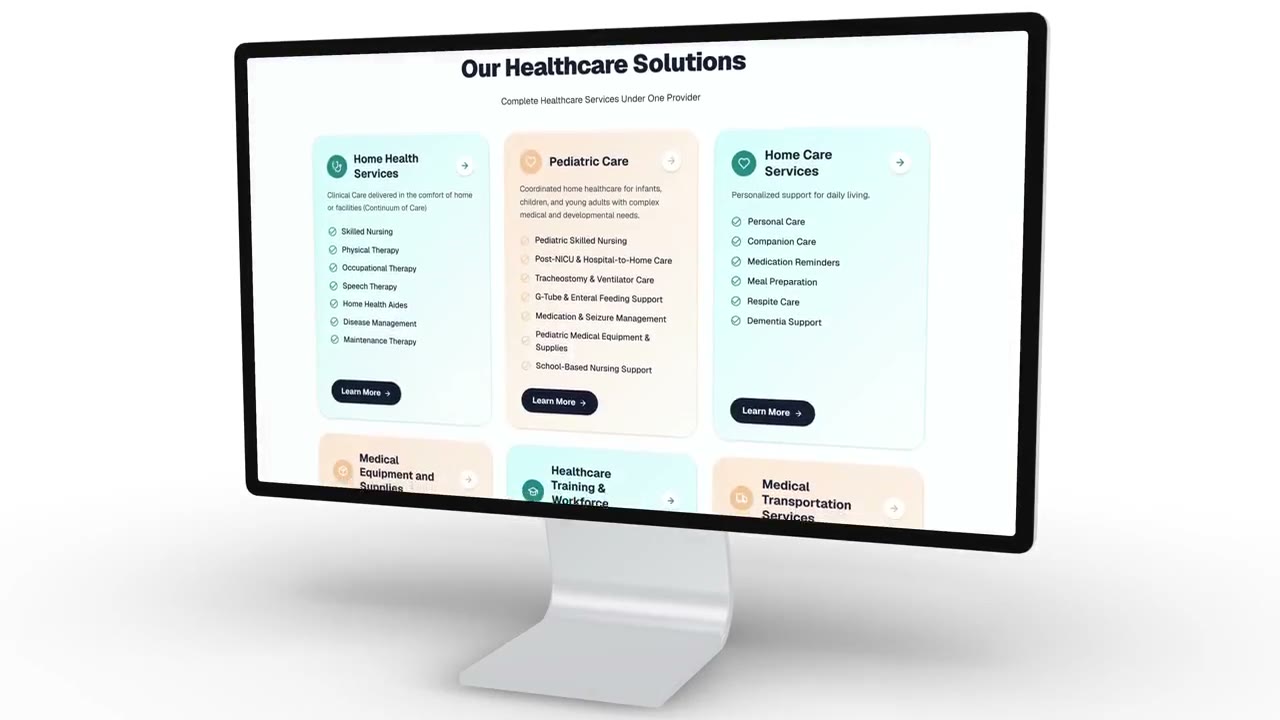 Our Healthcare Solutions
Complete Healthcare Services Under One Provider
Home Health
Services
Clinical Care delivered in the comfort of home
or facilities (Continuum of Care)
Skilled Nursing
Physical Therapy
Occupational Therapy
Speech Therapy
Home Health Aides
Disease Management
Maintenance Therapy
Learn More →
Pediatric Care
Coordinated home healthcare for infants,
children, and young adults with complex
medical and developmental needs.
Pediatric Skilled Nursing
Post-NICU & Hospital-to-Home Care
Tracheostomy & Ventilator Care
G-Tube & Enteral Feeding Support
Medication & Seizure Management
Pediatric Medical Equipment &
Supplies
School-Based Nursing Support
Learn More →
Home Care
Services
Personalized support for daily living.
Personal Care
Companion Care
Medication Reminders
Meal Preparation
Respite Care
Dementia Support
Learn More →
Medical
Equipment and
Supplies
Healthcare
Training &
Workforce
Medical
Transportation
Services